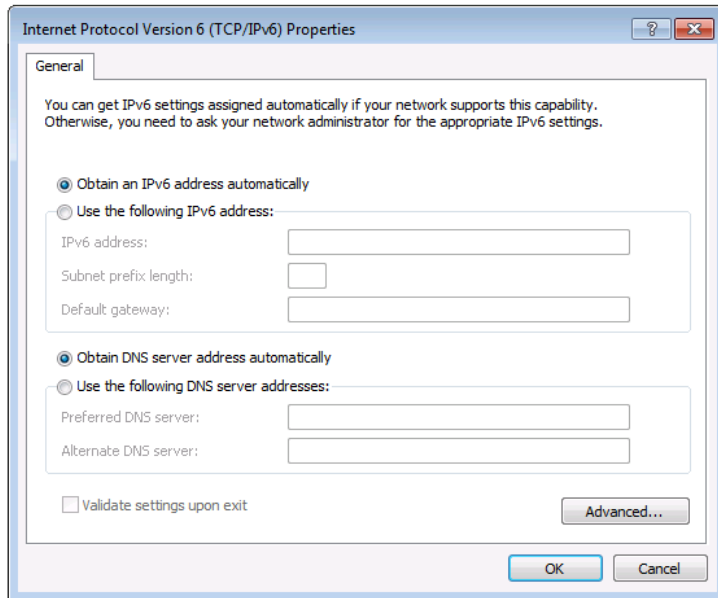 Internet Protocol Version 6 (TCP/IPv6) Properties
?
General
You can get IPv6 settings assigned automatically if your network supports this capability.
Otherwise, you need to ask your network administrator for the appropriate IPv6 settings.
Obtain an IPv6 address automatically
Use the following IPv6 address:
IPv6 address:
Subnet prefix length:
Default gateway:
Obtain DNS server address automatically
Use the following DNS server addresses:
Preferred DNS server:
Alternate DNS server:
Validate settings upon exit
Advanced...
OK Cancel